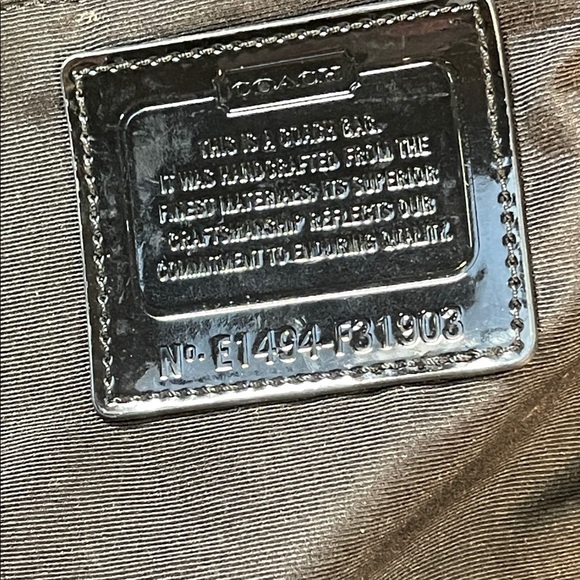 COACH
THIS IS A COACH BAG.
IT WAS HANDCRAFTED FROM THE
FINEST MATERIALS. ITS SUPERIOR
CRAFTSMANSHIP REFLECTS OUR
COMMITMENT TO ENDURING QUALITY.
Nº· E1494-F31903